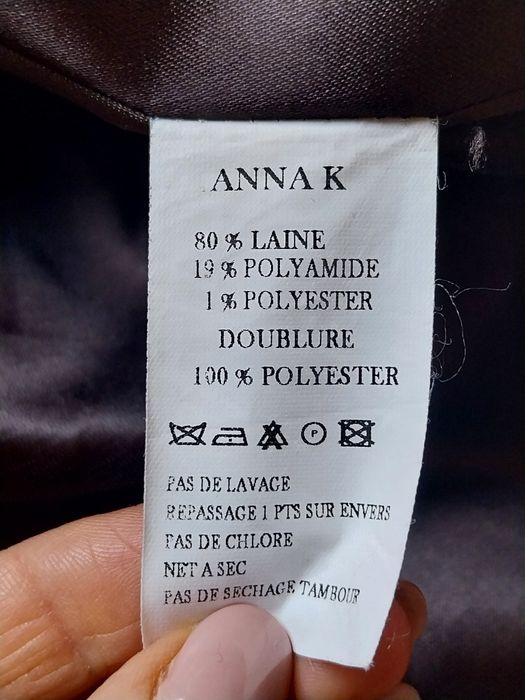 ANNA K
80 % LAINE
19 % POLYAMIDE
1 % POLYESTER
DOUBLURE
100 % POLYESTER
P
PAS DE LAVAGE
REPASSAGE 1 PTS SUR ENVERS
PAS DE CHLORE
NET A SEC
PAS DE SECHAGE TAMBOUR